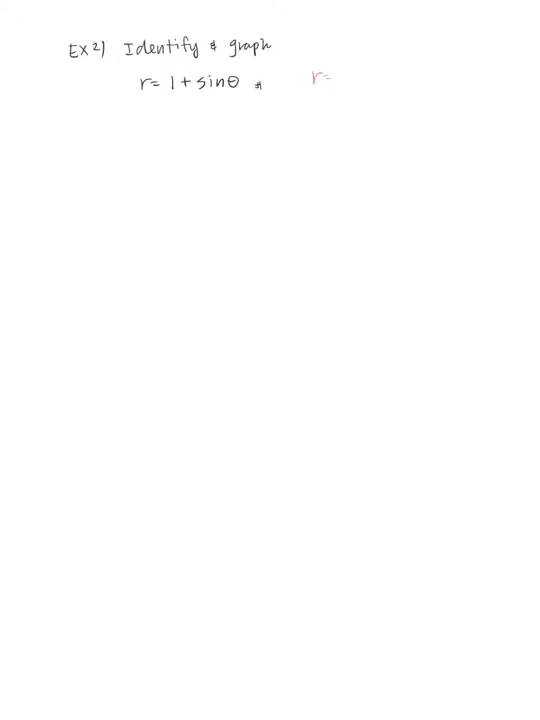 Ex 2) Identify & graph
r= 1 + sinθ & r=